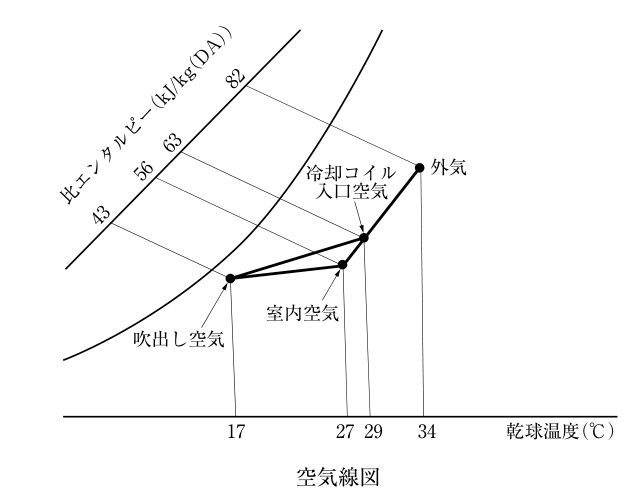 比エンタルピー(kJ/kg(DA))
82
63
56
43
外気
冷却コイル
入口空気
室内空気
吹出し空気
17 27 29 34 乾球温度(℃)
空気線図